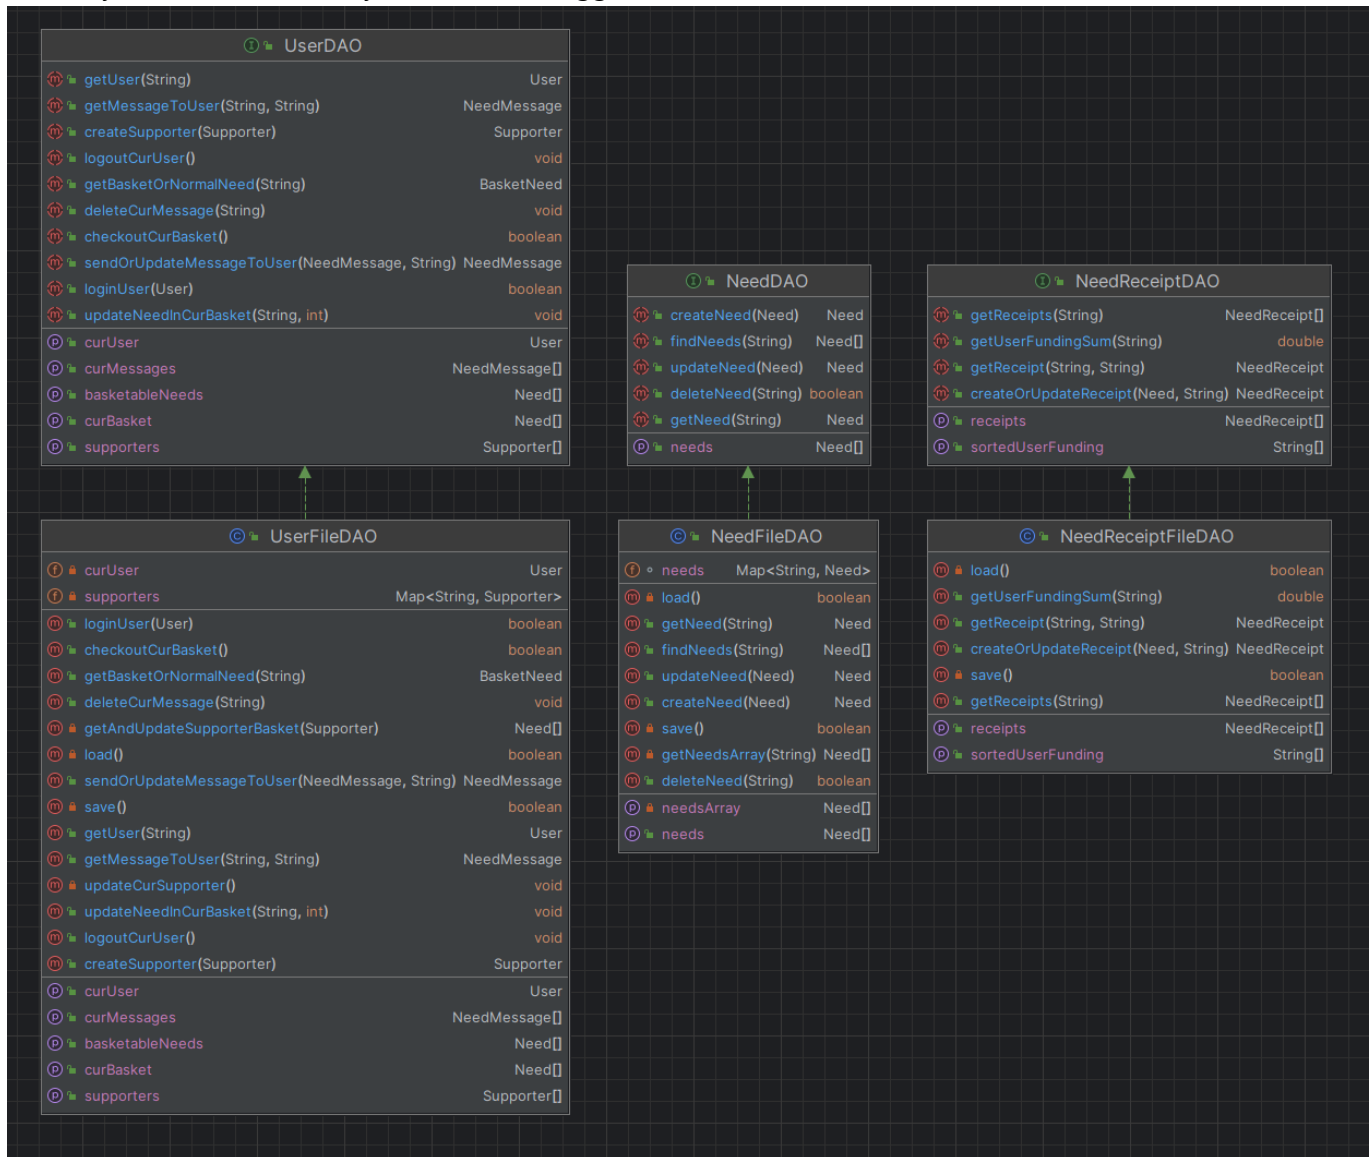 UserDAO
getUser(String) User
getMessageToUser(String, String) NeedMessage
createSupporter(Supporter) Supporter
logoutCurUser() void
getBasketOrNormalNeed(String) BasketNeed
deleteCurMessage(String) void
checkoutCurBasket() boolean
sendOrUpdateMessageToUser(NeedMessage, String) NeedMessage
loginUser(User) boolean
updateNeedInCurBasket(String, int) void
curUser User
curMessages NeedMessage[]
basketableNeeds Need[]
curBasket Need[]
supporters Supporter[]
NeedDAO
createNeed(Need) Need
findNeeds(String) Need[]
updateNeed(Need) Need
deleteNeed(String) boolean
getNeed(String) Need
needs Need[]
NeedReceiptDAO
getReceipts(String) NeedReceipt[]
getUserFundingSum(String) double
getReceipt(String, String) NeedReceipt
createOrUpdateReceipt(Need, String) NeedReceipt
receipts NeedReceipt[]
sortedUserFunding String[]
UserFileDAO
curUser User
supporters Map<String, Supporter>
loginUser(User) boolean
checkoutCurBasket() boolean
getBasketOrNormalNeed(String) BasketNeed
deleteCurMessage(String) void
getAndUpdateSupporterBasket(Supporter) Need[]
load() boolean
sendOrUpdateMessageToUser(NeedMessage, String) NeedMessage
save() boolean
getUser(String) User
getMessageToUser(String, String) NeedMessage
updateCurSupporter() void
updateNeedInCurBasket(String, int) void
logoutCurUser() void
createSupporter(Supporter) Supporter
curUser User
curMessages NeedMessage[]
basketableNeeds Need[]
curBasket Need[]
supporters Supporter[]
NeedFileDAO
needs Map<String, Need>
load() boolean
getNeed(String) Need
findNeeds(String) Need[]
updateNeed(Need) Need
createNeed(Need) Need
save() boolean
getNeedsArray(String) Need[]
deleteNeed(String) boolean
needsArray Need[]
needs Need[]
NeedReceiptFileDAO
load() boolean
getUserFundingSum(String) double
getReceipt(String, String) NeedReceipt
createOrUpdateReceipt(Need, String) NeedReceipt
save() boolean
getReceipts(String) NeedReceipt[]
receipts NeedReceipt[]
sortedUserFunding String[]